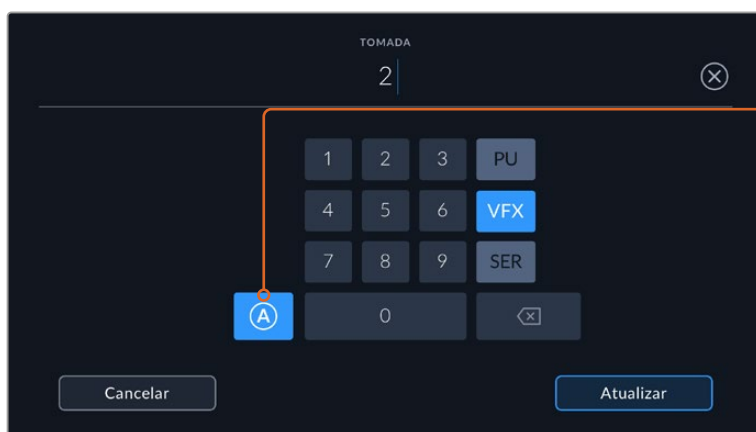 TOMADA
2
1 2 3 PU
4 5 6 VFX
7 8 9 SER
A 0
Cancelar Atualizar